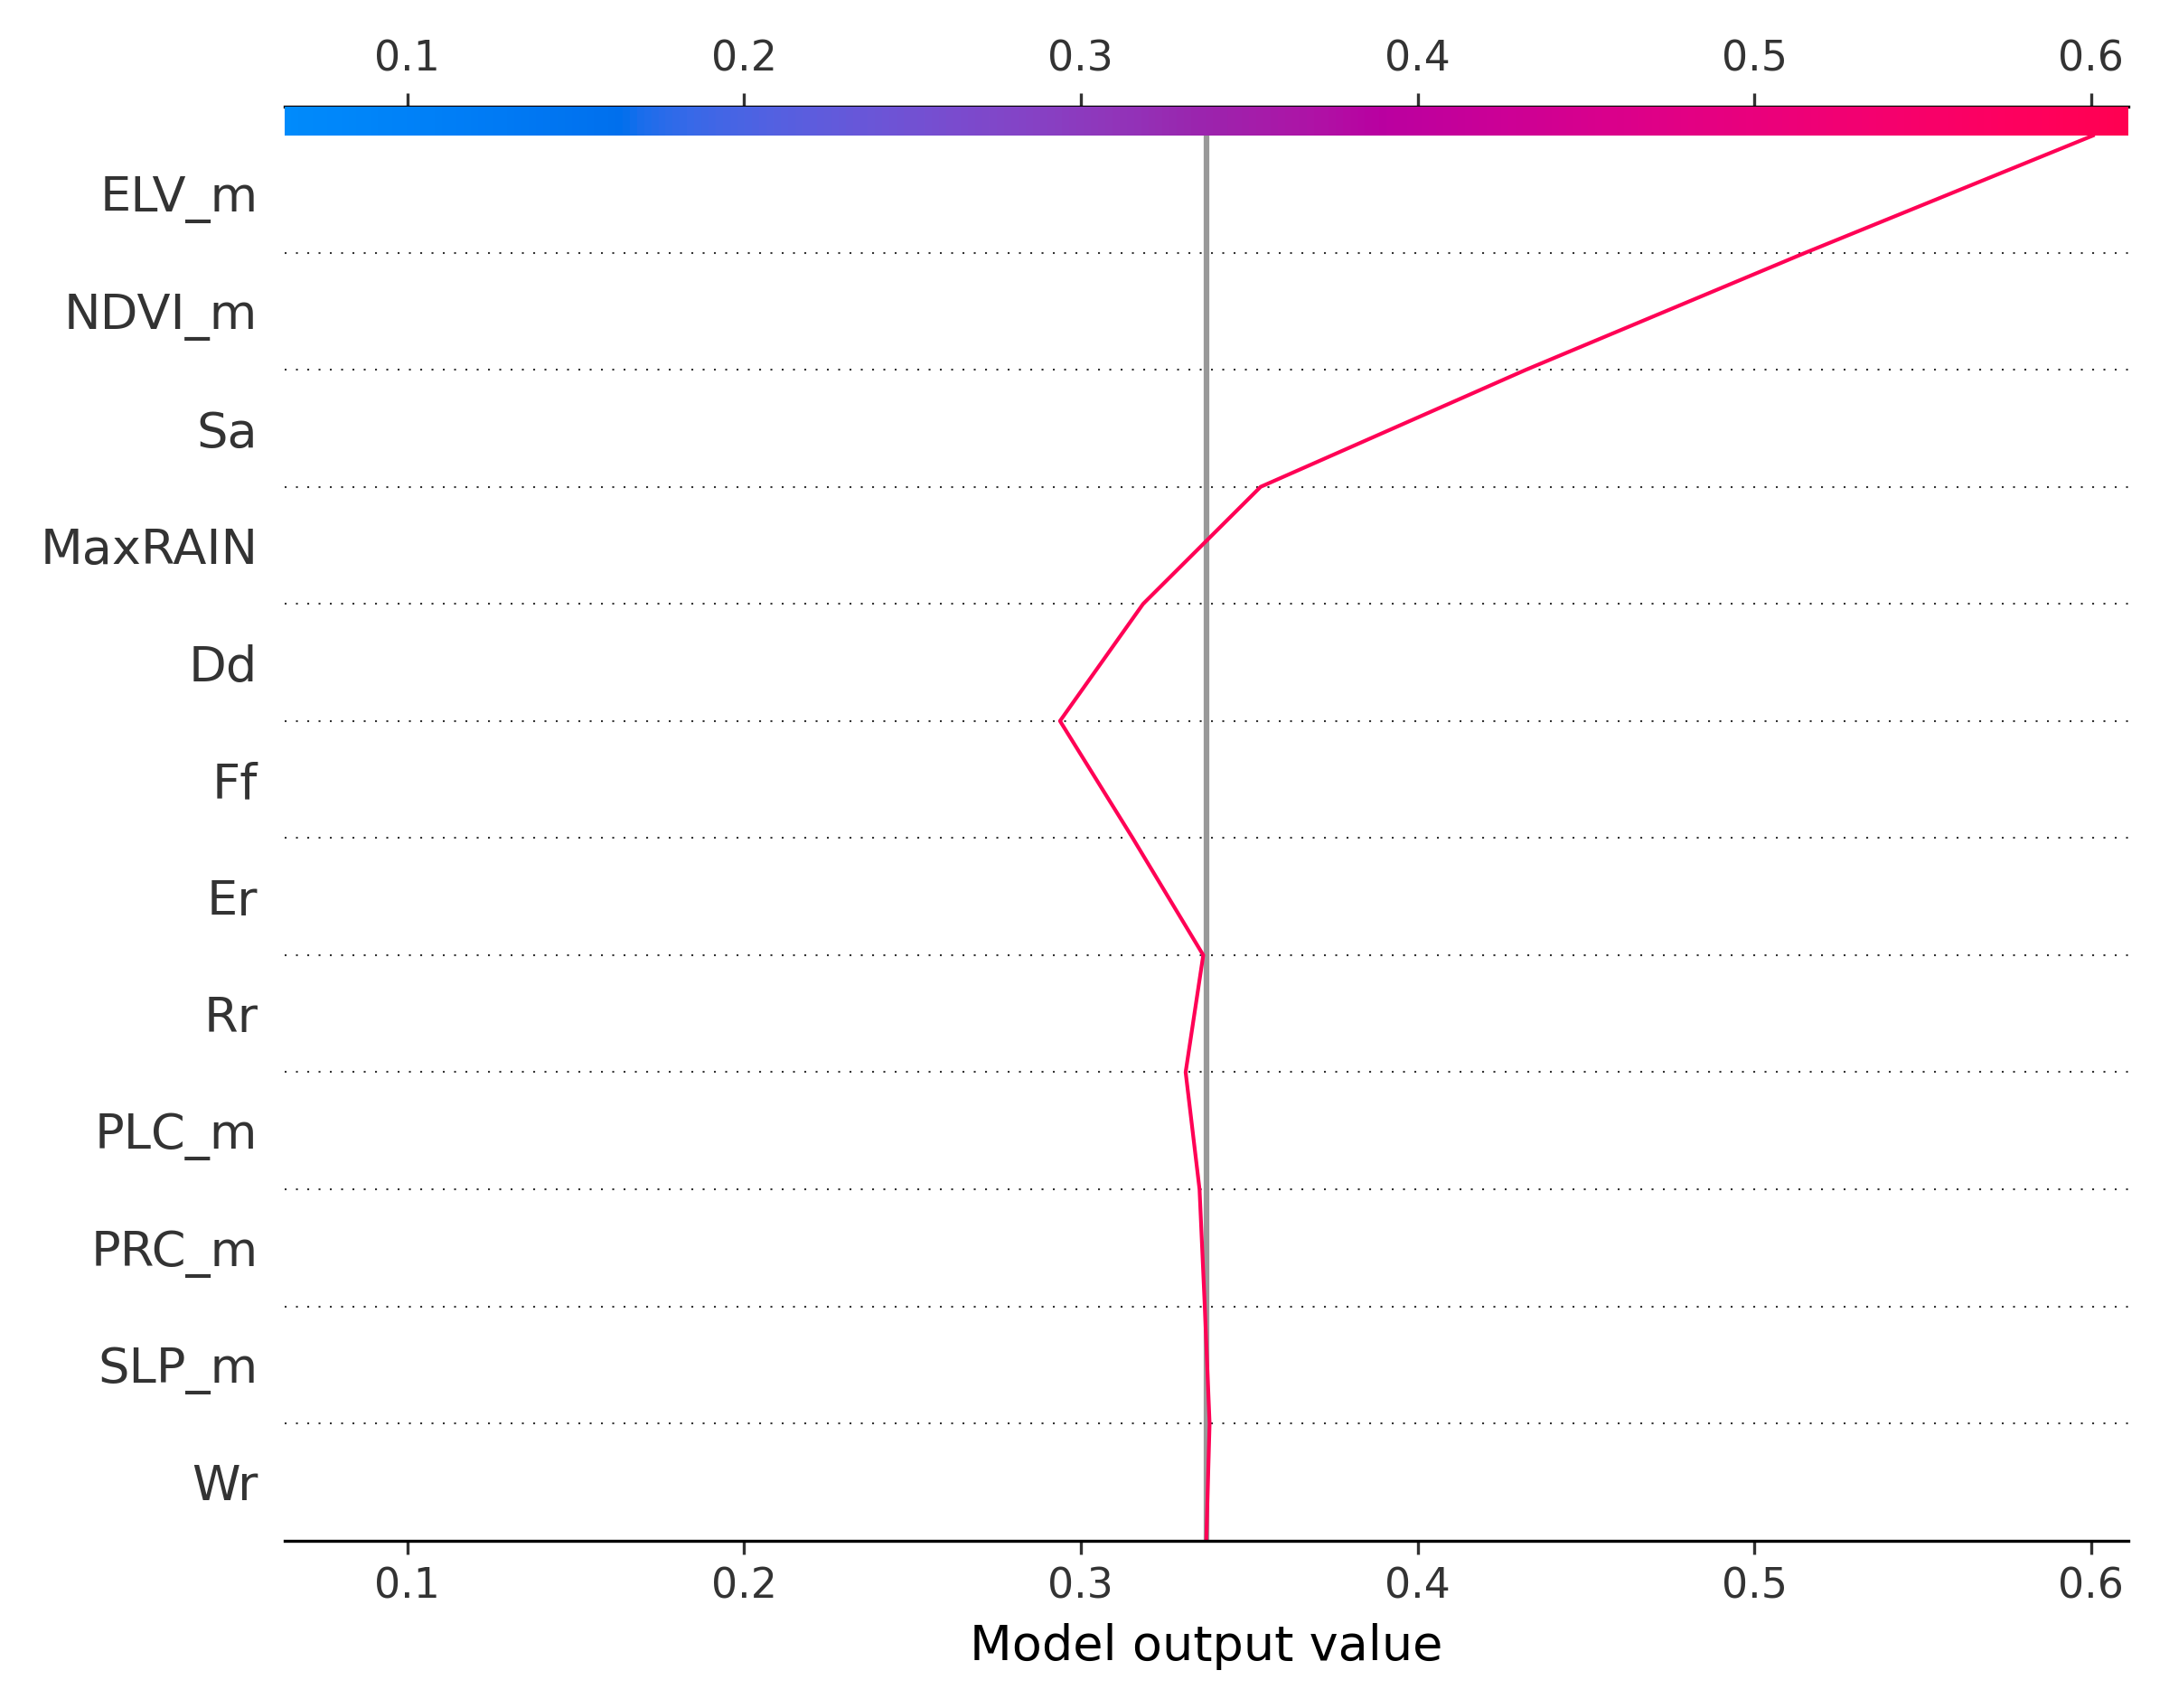 0.1 0.2 0.3 0.4 0.5 0.6
ELV_m
NDVI_m
Sa
MaxRAIN
Dd
Ff
Er
Rr
PLC_m
PRC_m
SLP_m
Wr
0.1 0.2 0.3 0.4 0.5 0.6
Model output value